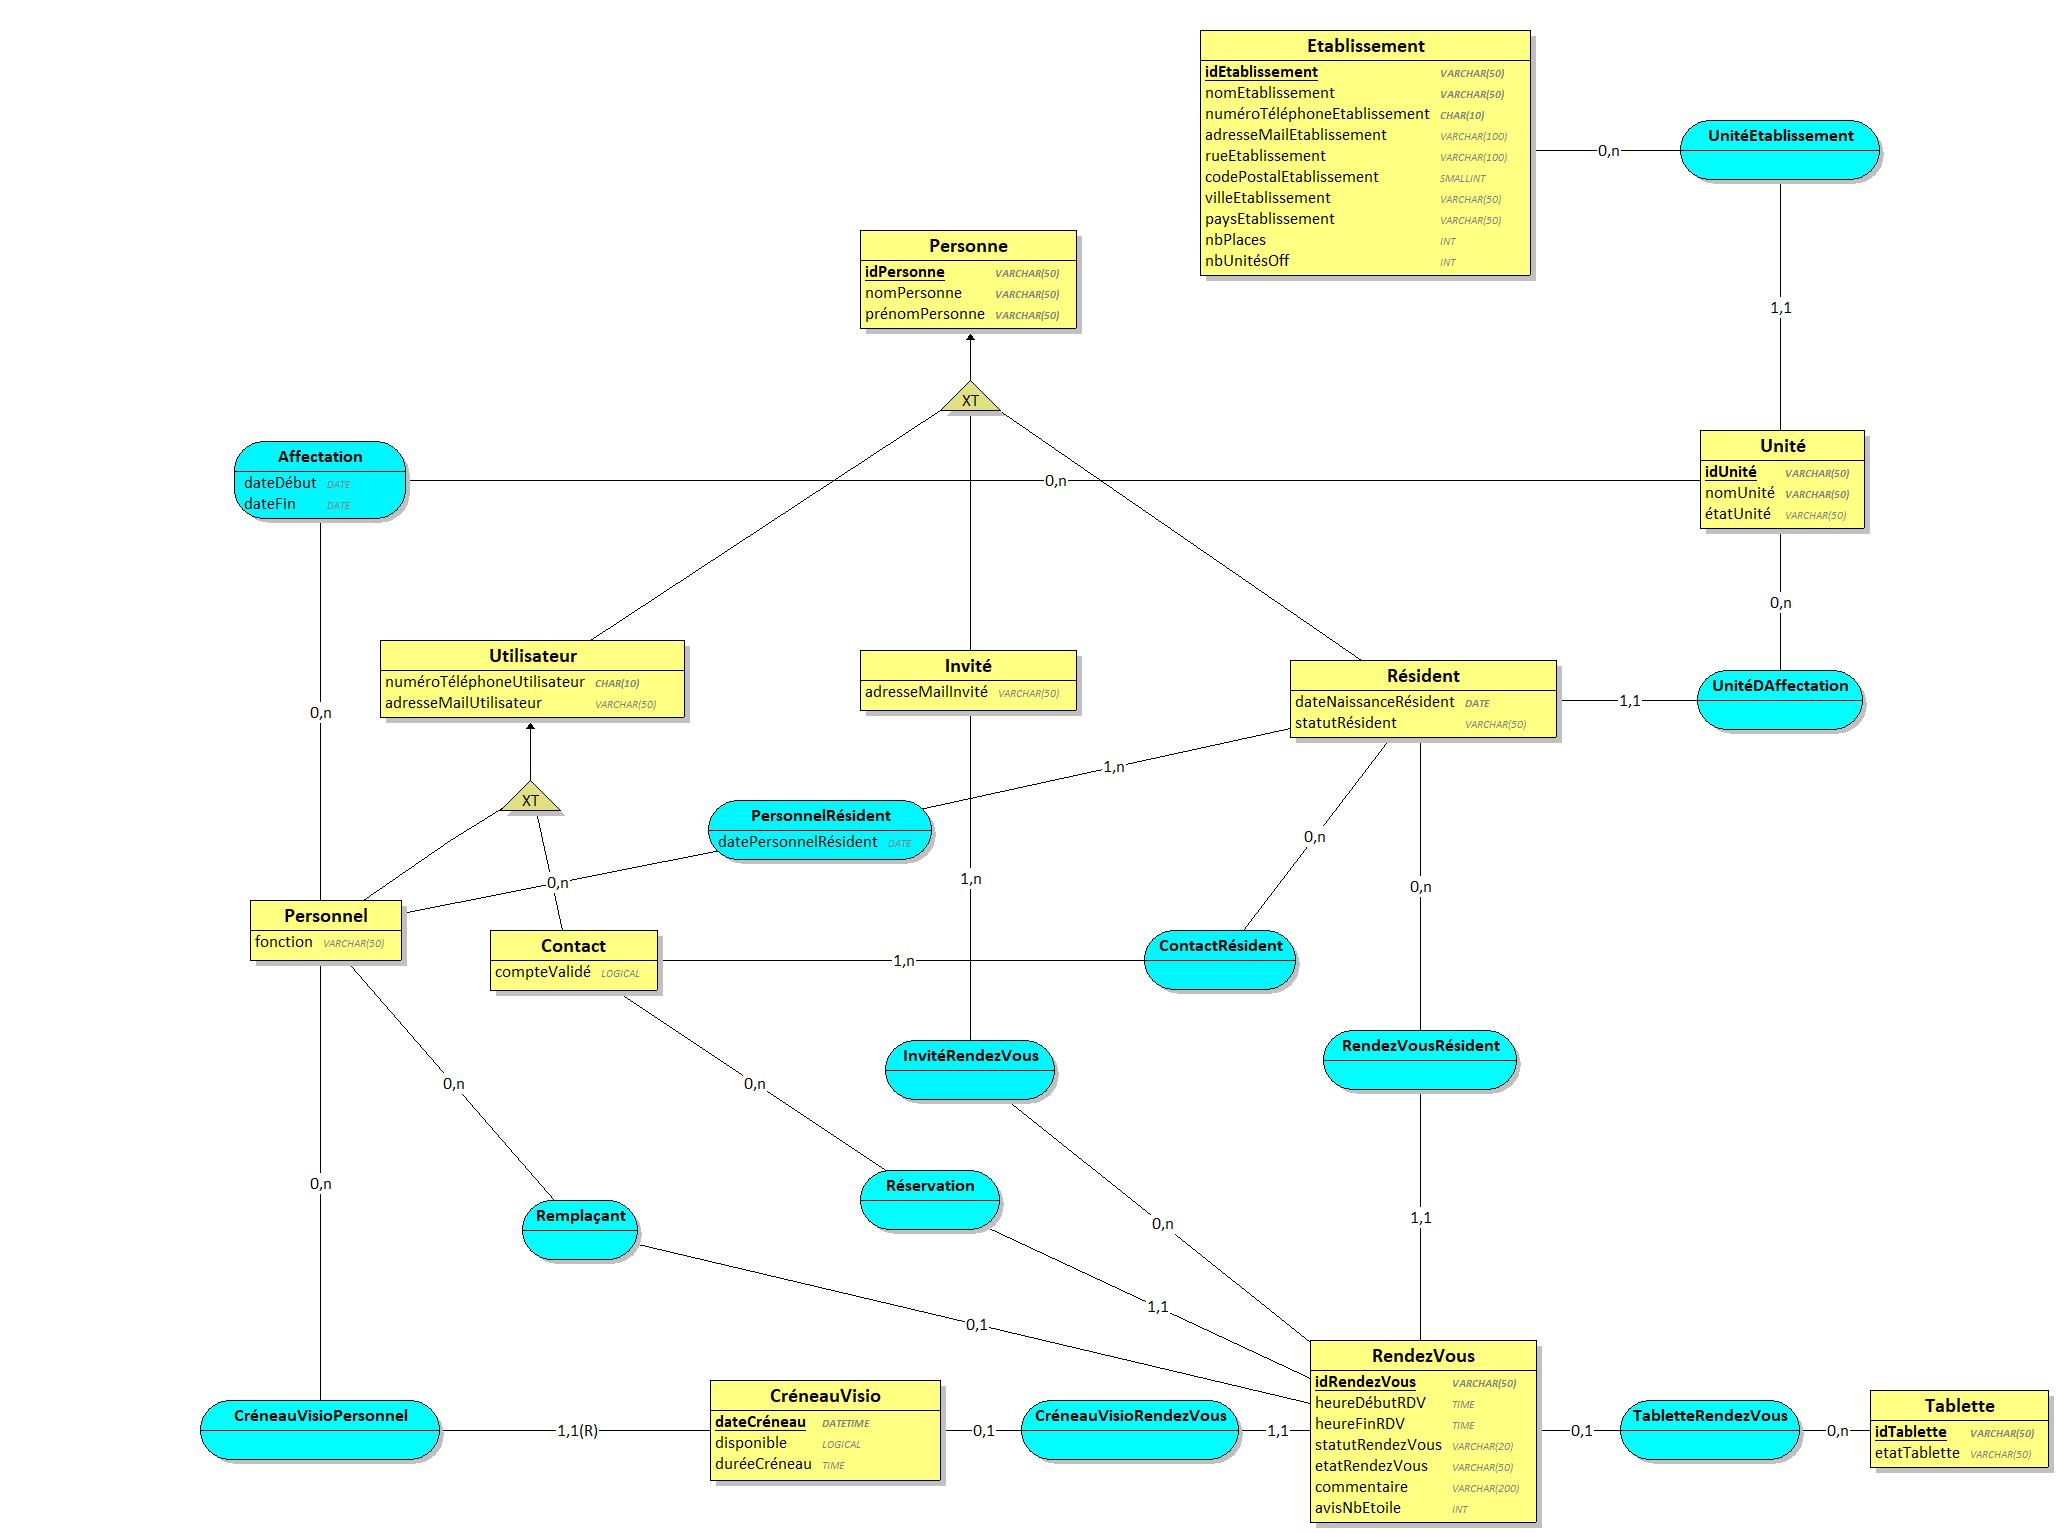 Etablissement
idEtablissement VARCHAR(50)
nomEtablissement VARCHAR(50)
numéroTéléphoneEtablissement CHAR(10)
adresseMailEtablissement VARCHAR(100)
rueEtablissement VARCHAR(100)
codePostalEtablissement SMALLINT
villeEtablissement VARCHAR(50)
paysEtablissement VARCHAR(50)
nbPlaces INT
nbUnitésOff INT
0,n
UnitéEtablissement
1,1
Personne
idPersonne VARCHAR(50)
nomPersonne VARCHAR(50)
prénomPersonne VARCHAR(50)
XT
Affectation
dateDébut DATE
dateFin DATE
0,n
Unité
idUnité VARCHAR(50)
nomUnité VARCHAR(50)
étatUnité VARCHAR(50)
0,n
0,n
Utilisateur
numéroTéléphoneUtilisateur CHAR(10)
adresseMailUtilisateur VARCHAR(50)
Invité
adresseMailInvité VARCHAR(50)
Résident
dateNaissanceRésident DATE
statutRésident VARCHAR(50)
1,1
UnitéDAffectation
XT
PersonnelRésident
datePersonnelRésident DATE
1,n
0,n
0,n
0,n
1,n
Personnel
fonction VARCHAR(50)
Contact
compteValidé LOGICAL
1,n
ContactRésident
InvitéRendezVous
RendezVousRésident
0,n
0,n
0,n
Remplaçant
Réservation
0,n
1,1
1,1
0,1
CréneauVisioPersonnel
1,1(R)
CréneauVisio
dateCréneau DATETIME
disponible LOGICAL
duréeCréneau TIME
0,1
CréneauVisioRendezVous
1,1
RendezVous
idRendezVous VARCHAR(50)
heureDébutRDV TIME
heureFinRDV TIME
statutRendezVous VARCHAR(20)
etatRendezVous VARCHAR(50)
commentaire VARCHAR(200)
avisNbEtoile INT
0,1
TabletteRendezVous
0,n
Tablette
idTablette VARCHAR(50)
etatTablette VARCHAR(50)